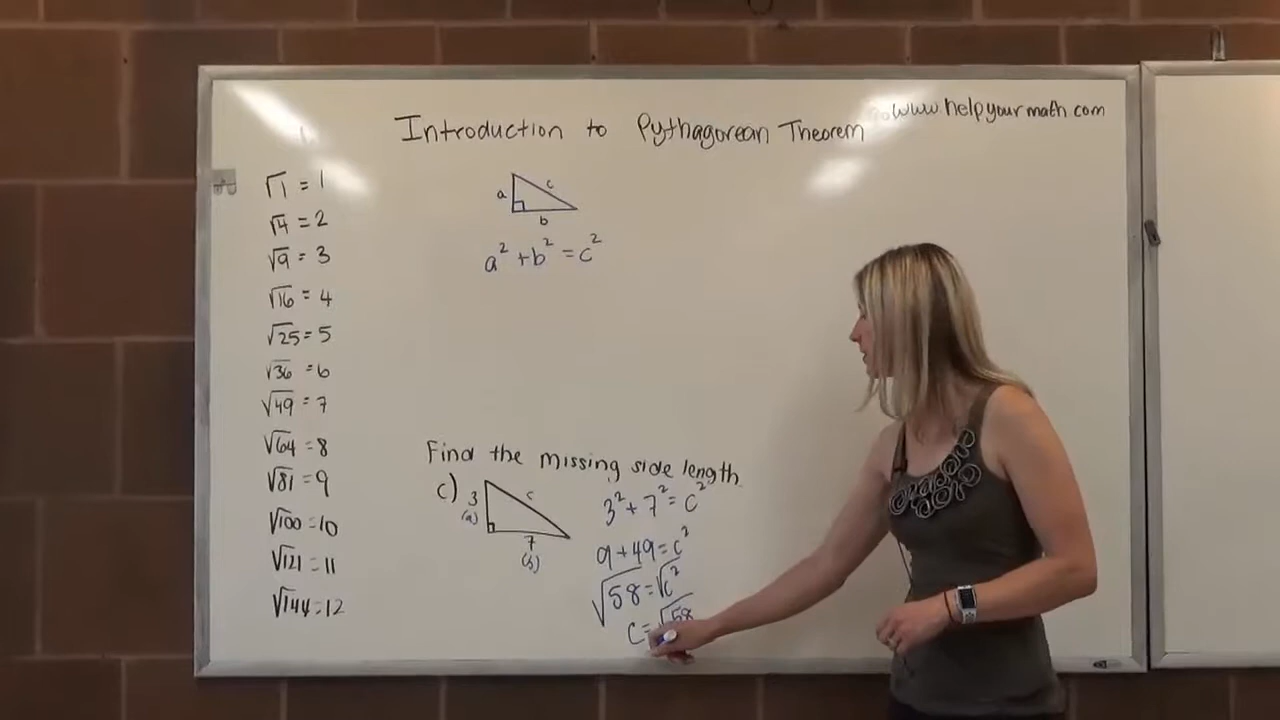 Introduction to Pythagorean Theorem
www.helpyourmath.com
√1 = 1
√4 = 2
√9 = 3
√16 = 4
√25 = 5
√36 = 6
√49 = 7
√64 = 8
√81 = 9
√100 = 10
√121 = 11
√144 = 12
a c
b
a² + b² = c²
Find the missing side length
c) 3 c
(a)
7
(b)
3² + 7² = c²
9 + 49 = c²
√58 = √c²
c = √58